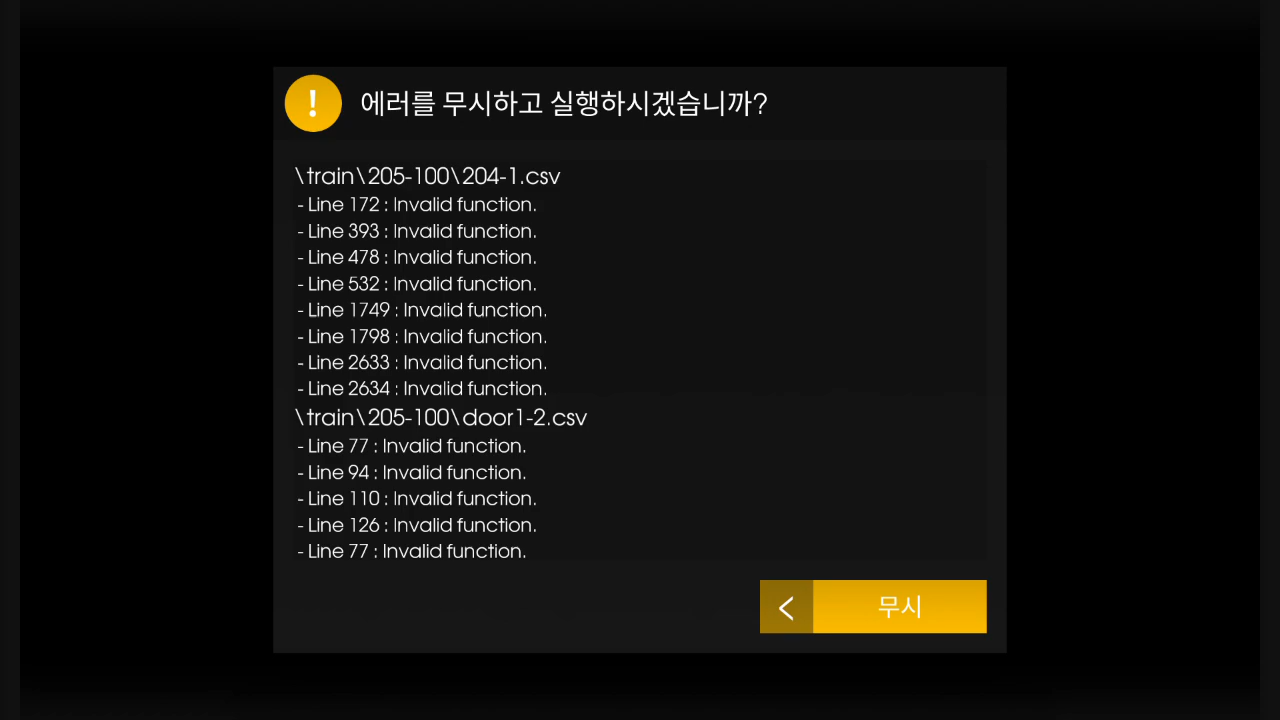 !
에러를 무시하고 실행하시겠습니까?
\train\205-100\204-1.csv
- Line 172 : Invalid function.
- Line 393 : Invalid function.
- Line 478 : Invalid function.
- Line 532 : Invalid function.
- Line 1749 : Invalid function.
- Line 1798 : Invalid function.
- Line 2633 : Invalid function.
- Line 2634 : Invalid function.
\train\205-100\door1-2.csv
- Line 77 : Invalid function.
- Line 94 : Invalid function.
- Line 110 : Invalid function.
- Line 126 : Invalid function.
- Line 77 : Invalid function.
무시